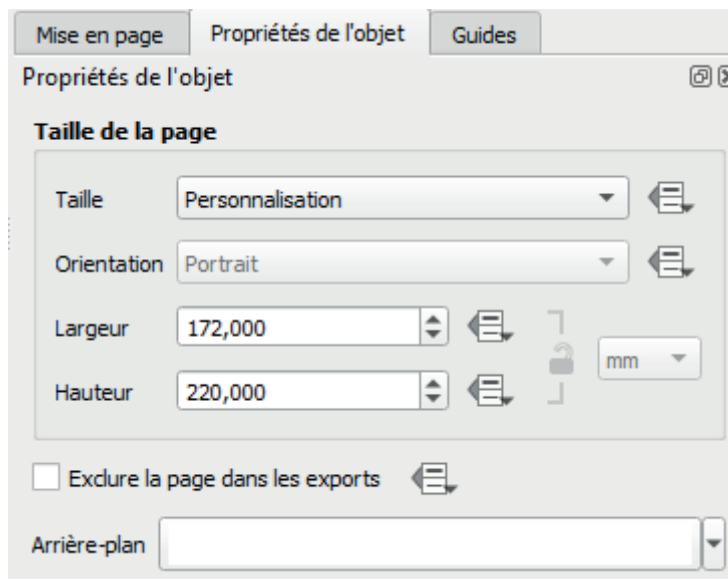 Mise en page Propriétés de l'objet Guides
Propriétés de l'objet
Taille de la page
Taille Personnalisation
Orientation Portrait
Largeur 172,000
mm
Hauteur 220,000
Exclure la page dans les exports
Arrière-plan